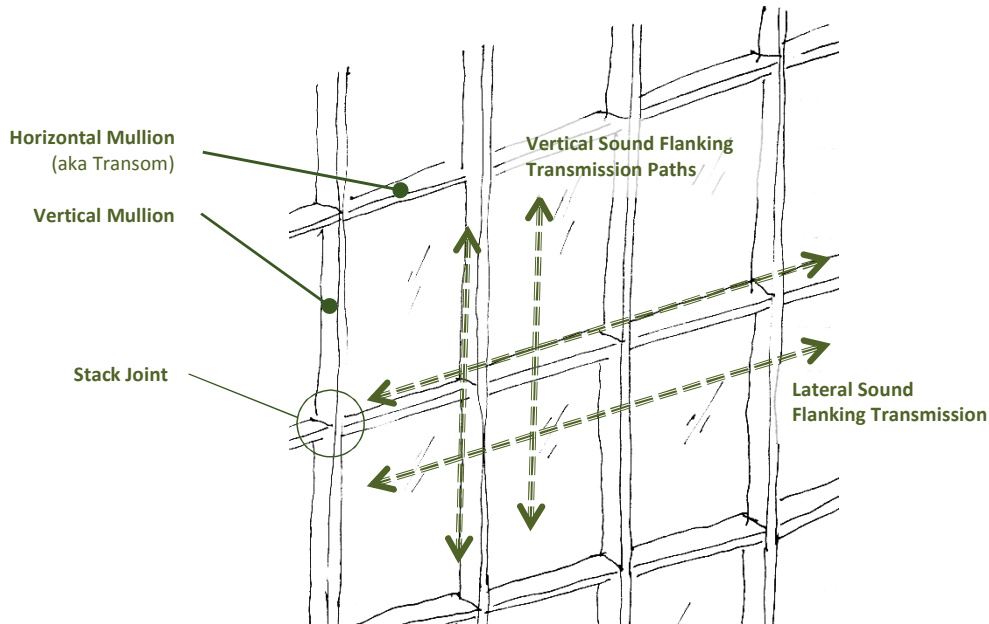 Horizontal Mullion
(aka Transom)
Vertical Mullion
Stack Joint
Vertical Sound Flanking
Transmission Paths
Lateral Sound
Flanking Transmission